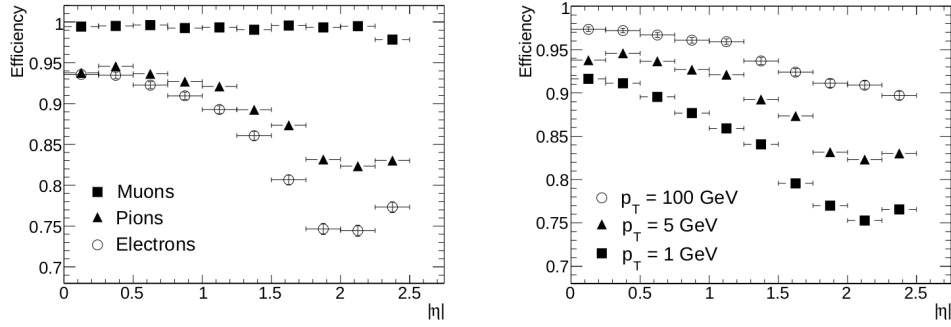 Efficiency
1
0.95
0.9
0.85
0.8
0.75
0.7
Muons
Pions
Electrons
0 0.5 1 1.5 2 2.5
|η|
Efficiency
1
0.95
0.9
0.85
0.8
0.75
0.7
p_T = 100 GeV
p_T = 5 GeV
p_T = 1 GeV
0 0.5 1 1.5 2 2.5
|η|